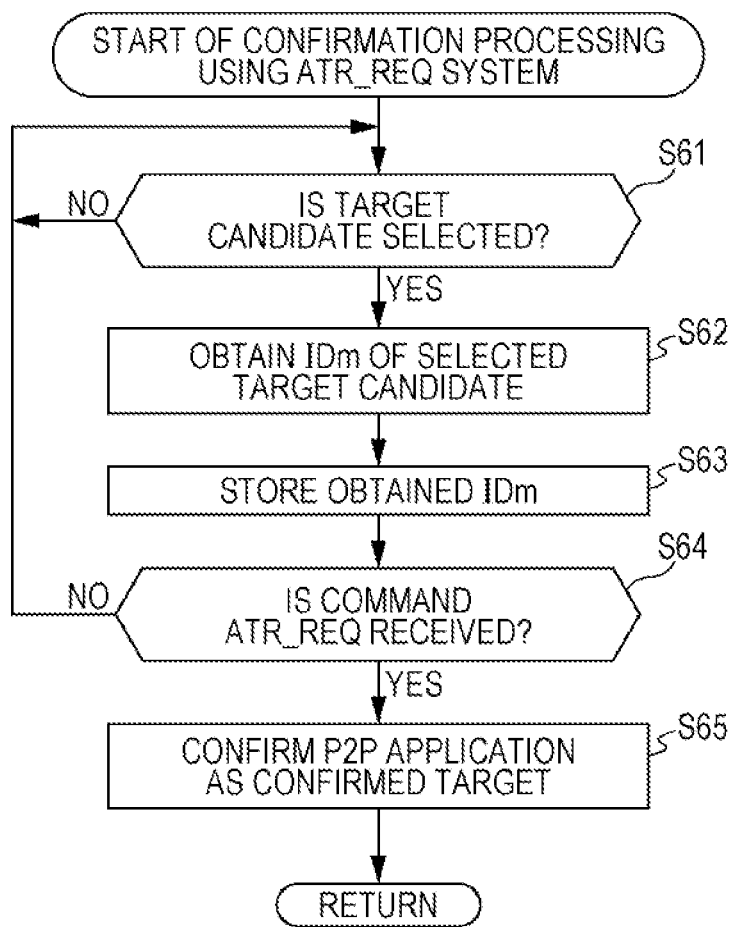 START OF CONFIRMATION PROCESSING
USING ATR_REQ SYSTEM
S61
NO
IS TARGET
CANDIDATE SELECTED?
YES
S62
OBTAIN IDm OF SELECTED
TARGET CANDIDATE
S63
STORE OBTAINED IDm
S64
NO
IS COMMAND
ATR_REQ RECEIVED?
YES
S65
CONFIRM P2P APPLICATION
AS CONFIRMED TARGET
RETURN